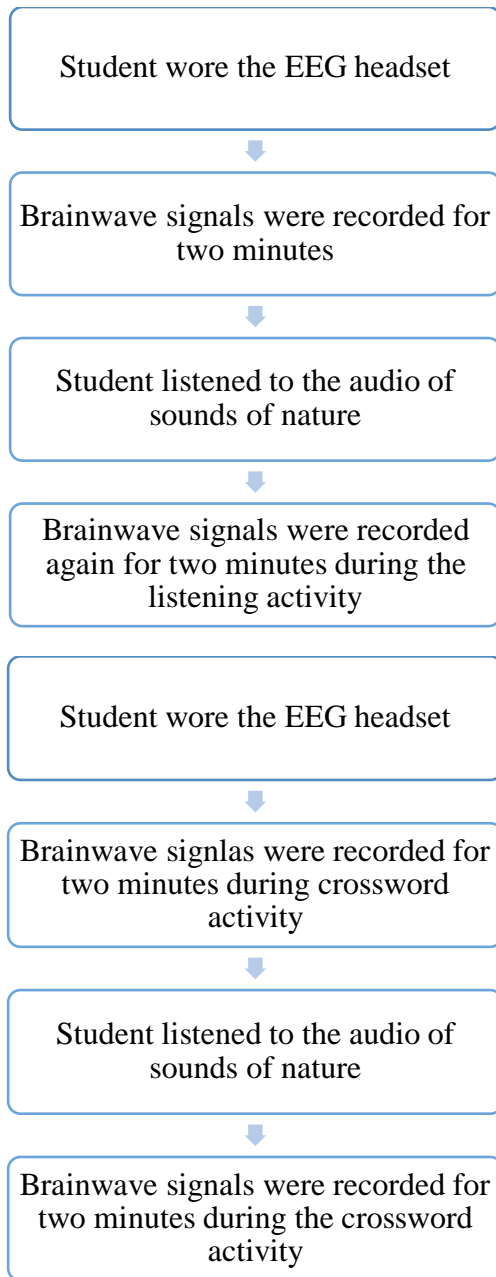 Student wore the EEG headset
Brainwave signals were recorded for
two minutes
Student listened to the audio of
sounds of nature
Brainwave signals were recorded
again for two minutes during the
listening activity
Student wore the EEG headset
Brainwave signlas were recorded for
two minutes during crossword
activity
Student listened to the audio of
sounds of nature
Brainwave signals were recorded for
two minutes during the crossword
activity